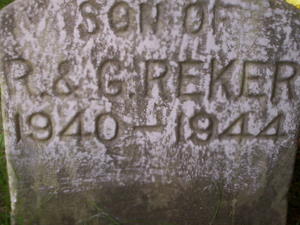 SON OF
R. & G. REKER
1940 - 1944